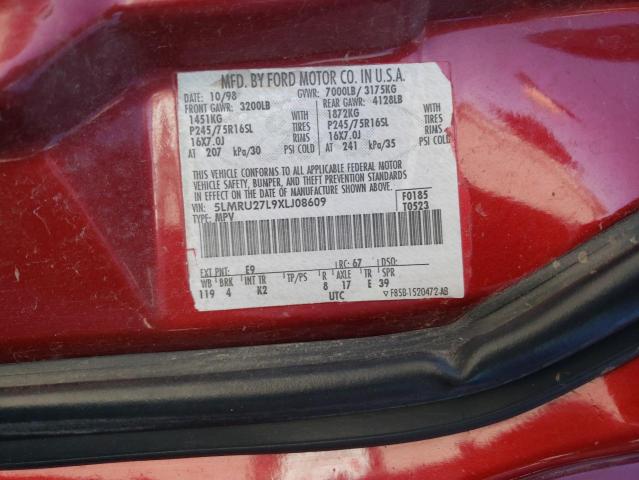 MFD. BY FORD MOTOR CO. IN U.S.A.
DATE: 10/98 GVWR: 7000LB/ 3175KG
FRONT GAWR: 3200LB REAR GAWR: 4128LB
1451KG WITH 1872KG WITH
P245/75R16SL TIRES P245/75R16SL TIRES
16X7.0J RIMS 16X7.0J RIMS
AT 207 kPa/30 PSI COLD AT 241 kPa/35 PSI COLD
THIS VEHICLE CONFORMS TO ALL APPLICABLE FEDERAL MOTOR
VEHICLE SAFETY, BUMPER, AND THEFT PREVENTION STANDARDS
IN EFFECT ON THE DATE OF MANUFACTURE SHOWN ABOVE.
VIN: 5LMRU27L9XLJ08609 F0185
TYPE: MPV T0523
EXT PNT: E9 RC: 67 DSO:
WB BRK INT TR TP/PS R AXLE TR SPR
119 4 K2 8 17 E 39
UTC F85B-1520472-AB